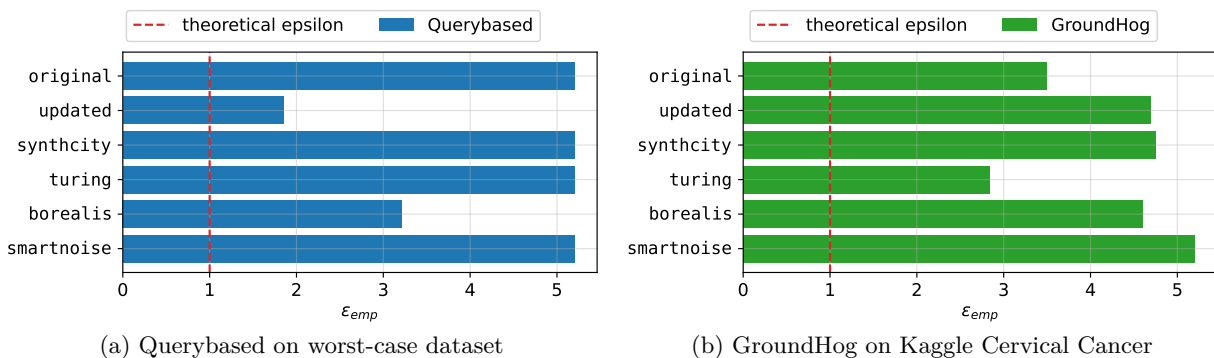 theoretical epsilon Querybased
original
updated
synthcity
turing
borealis
smartnoise
0 1 2 3 4 5
ε_emp
(a) Querybased on worst-case dataset
theoretical epsilon GroundHog
original
updated
synthcity
turing
borealis
smartnoise
0 1 2 3 4 5
ε_emp
(b) GroundHog on Kaggle Cervical Cancer